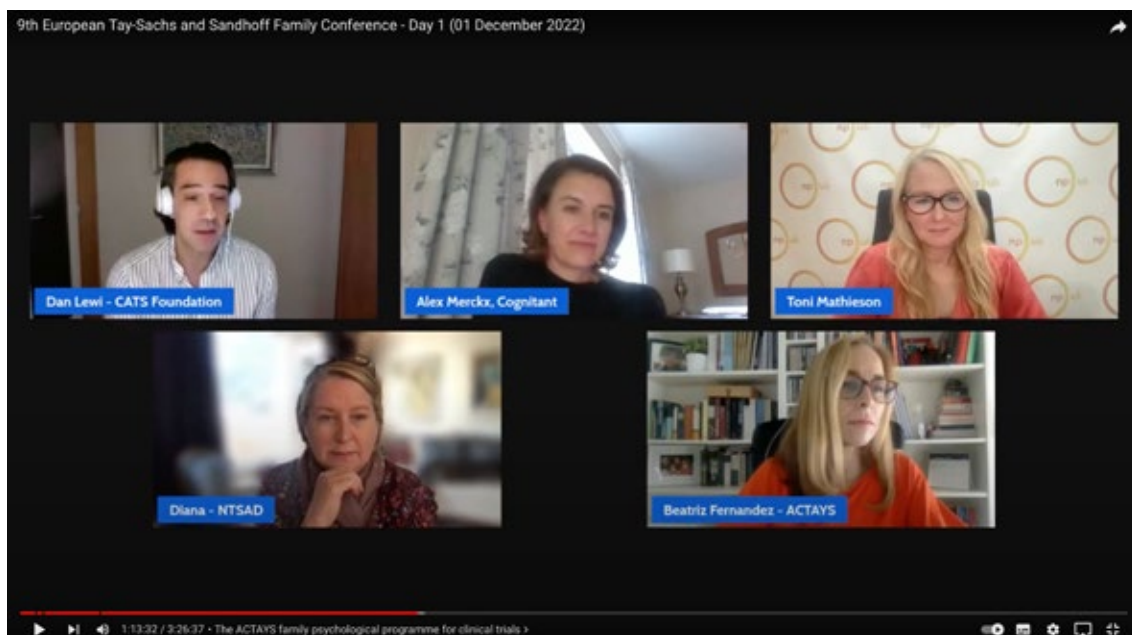 9th European Tay-Sachs and Sandhoff Family Conference - Day 1 (01 December 2022)
Dan Lewi - CATS Foundation
Alex Merckx, Cognitant
Toni Mathieson
Diana - NTSAD
Beatriz Fernandez - ACTAYS
1:13:32 / 3:26:37 • The ACTAYS family psychological programme for clinical trials >